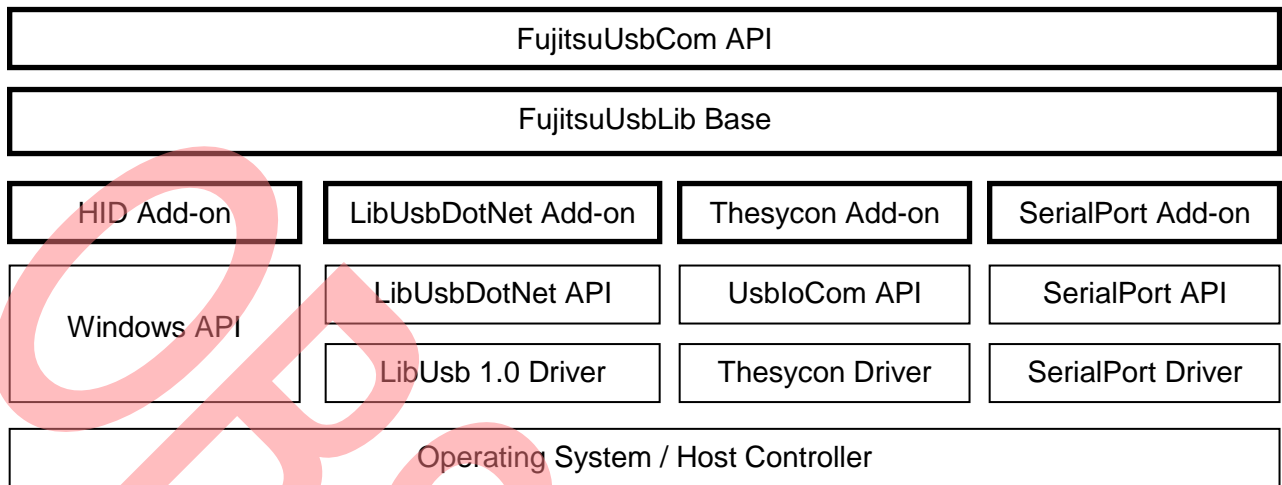 FujitsuUsbCom API
FujitsuUsbLib Base
HID Add-on
LibUsbDotNet Add-on
Thesycon Add-on
SerialPort Add-on
Windows API
LibUsbDotNet API
UsbIoCom API
SerialPort API
LibUsb 1.0 Driver
Thesycon Driver
SerialPort Driver
Operating System / Host Controller